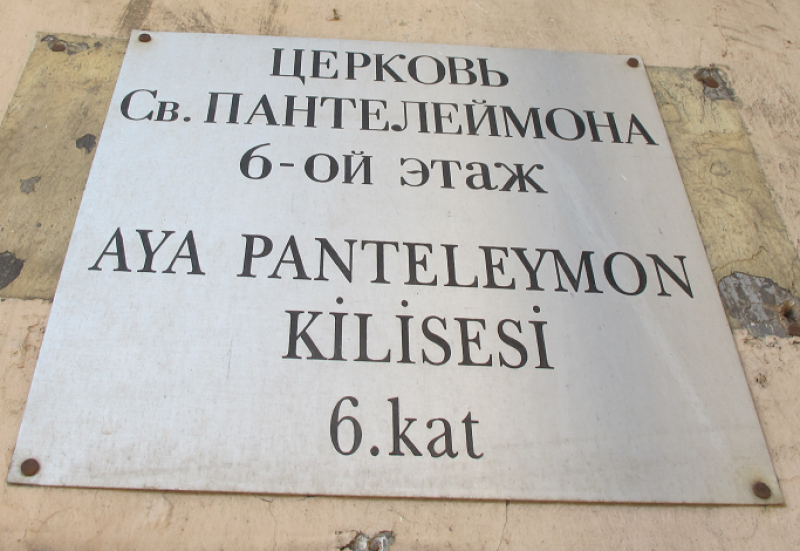 ЦЕРКОВЬ
Св. ПАНТЕЛЕЙМОНА
6-ой этаж
AYA PANTELEYMON
KİLİSESİ
6.kat